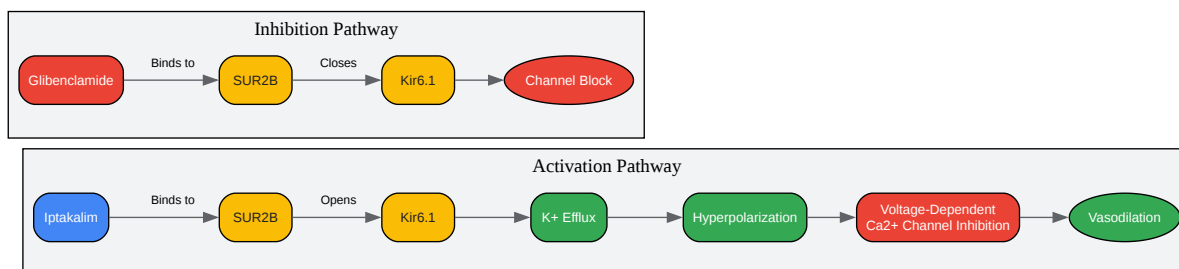 Inhibition Pathway
Glibenclamide
Binds to
SUR2B
Closes
Kir6.1
Channel Block
Activation Pathway
Iptakalim
Binds to
SUR2B
Opens
Kir6.1
K+ Efflux
Hyperpolarization
Voltage-Dependent
Ca2+ Channel Inhibition
Vasodilation